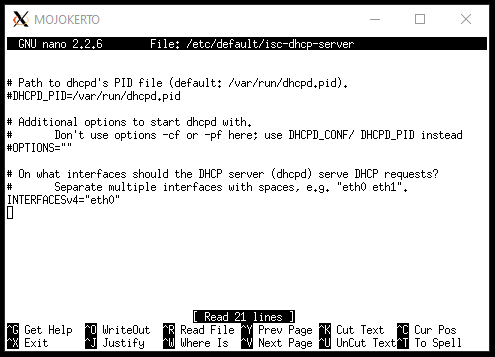 MOJOKERTO
GNU nano 2.2.6 File: /etc/default/isc-dhcp-server
# Path to dhcpd's PID file (default: /var/run/dhcpd.pid).
#DHCPD_PID=/var/run/dhcpd.pid
# Additional options to start dhcpd with.
# Don't use options -cf or -pf here; use DHCPD_CONF/ DHCPD_PID instead
#OPTIONS=""
# On what interfaces should the DHCP server (dhcpd) serve DHCP requests?
# Separate multiple interfaces with spaces, e.g. "eth0 eth1".
INTERFACESv4="eth0"
[ Read 21 lines ]
^G Get Help ^O WriteOut ^R Read File ^Y Prev Page ^K Cut Text ^C Cur Pos
^X Exit ^J Justify ^W Where Is ^V Next Page ^U UnCut Text ^T To Spell